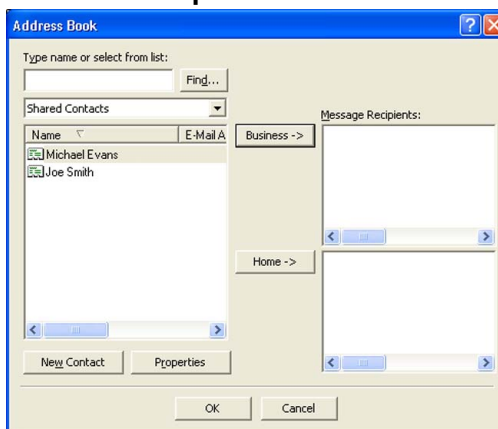 Address Book
Type name or select from list:
Find...
Shared Contacts
Message Recipients:
Name E-Mail A
Business ->
Michael Evans
Joe Smith
Home ->
New Contact Properties
OK Cancel